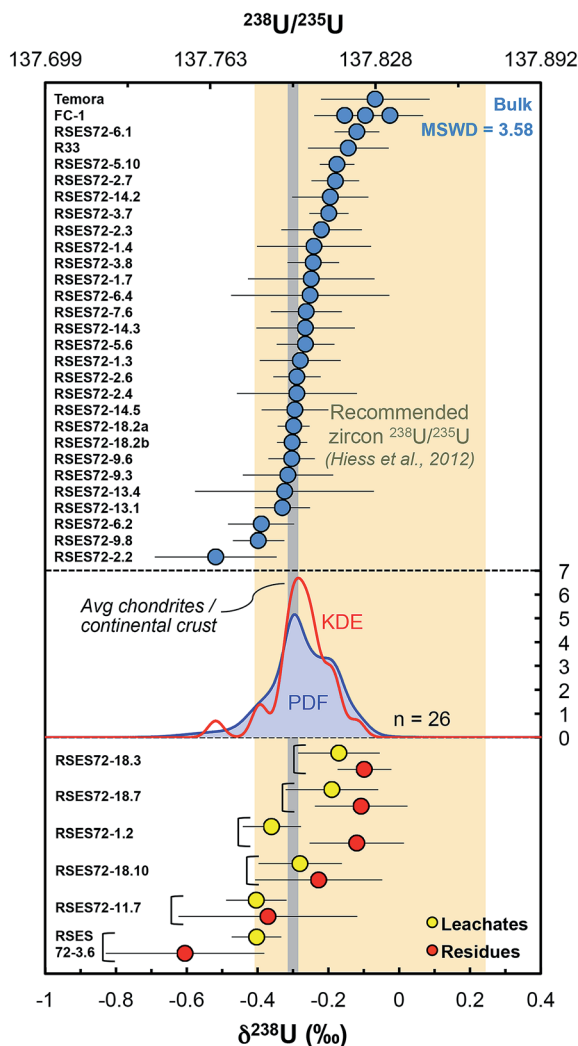 ²³⁸U/²³⁵U
137.699 137.763 137.828 137.892
Temora
FC-1
RSES72-6.1
R33
RSES72-5.10
RSES72-2.7
RSES72-14.2
RSES72-3.7
RSES72-2.3
RSES72-1.4
RSES72-3.8
RSES72-1.7
RSES72-6.4
RSES72-7.6
RSES72-14.3
RSES72-5.6
RSES72-1.3
RSES72-2.6
RSES72-2.4
RSES72-14.5
RSES72-18.2a
RSES72-18.2b
RSES72-9.6
RSES72-9.3
RSES72-13.4
RSES72-13.1
RSES72-6.2
RSES72-9.8
RSES72-2.2
Bulk
MSWD = 3.58
Recommended
zircon ²³⁸U/²³⁵U
(Hiess et al., 2012)
Avg chondrites /
continental crust
KDE
PDF
n = 26
7
6
5
4
3
2
1
0
RSES72-18.3
RSES72-18.7
RSES72-1.2
RSES72-18.10
RSES72-11.7
RSES
72-3.6
Leachates
Residues
-1 -0.8 -0.6 -0.4 -0.2 0 0.2 0.4
δ²³⁸U (‰)